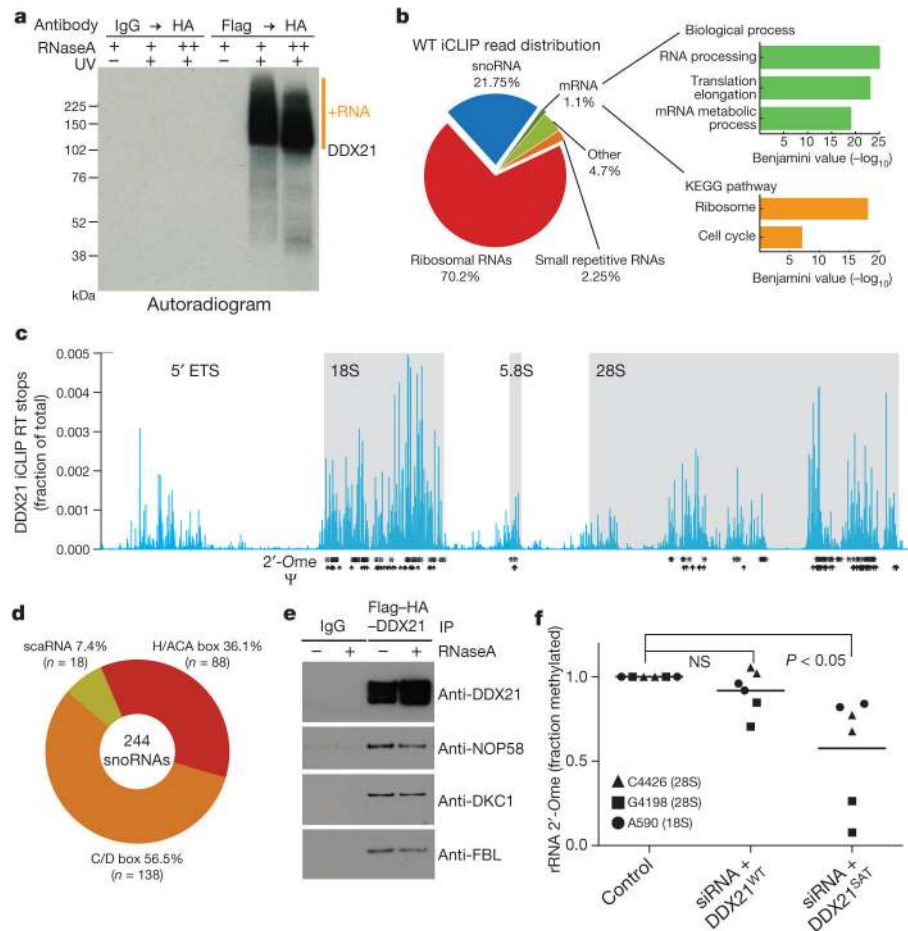 a
Antibody IgG → HA Flag → HA
RNaseA + + ++ + + ++
UV − + + − + +
225
150
102
76
52
38
kDa
+RNA
DDX21
Autoradiogram
b
WT iCLIP read distribution
snoRNA
21.75%
mRNA
1.1%
Other
4.7%
Small repetitive RNAs
2.25%
Ribosomal RNAs
70.2%
Biological process
RNA processing
Translation
elongation
mRNA metabolic
process
5 10 15 20 25
Benjamini value (−log10)
KEGG pathway
Ribosome
Cell cycle
5 10 15 20
Benjamini value (−log10)
c
DDX21 iCLIP RT stops
(fraction of total)
0.005
0.004
0.003
0.002
0.001
0.000
5′ ETS 18S 5.8S 28S
2′-Ome
Ψ
d
scaRNA 7.4%
(n = 18)
H/ACA box 36.1%
(n = 88)
244
snoRNAs
C/D box 56.5%
(n = 138)
e
Flag–HA
IgG –DDX21 IP
− + − + RNaseA
Anti-DDX21
Anti-NOP58
Anti-DKC1
Anti-FBL
f
NS
P < 0.05
rRNA 2′-Ome (fraction methylated)
1.0
0.5
0.0
C4426 (28S)
G4198 (28S)
A590 (18S)
Control
siRNA +
DDX21WT
siRNA +
DDX21SAT